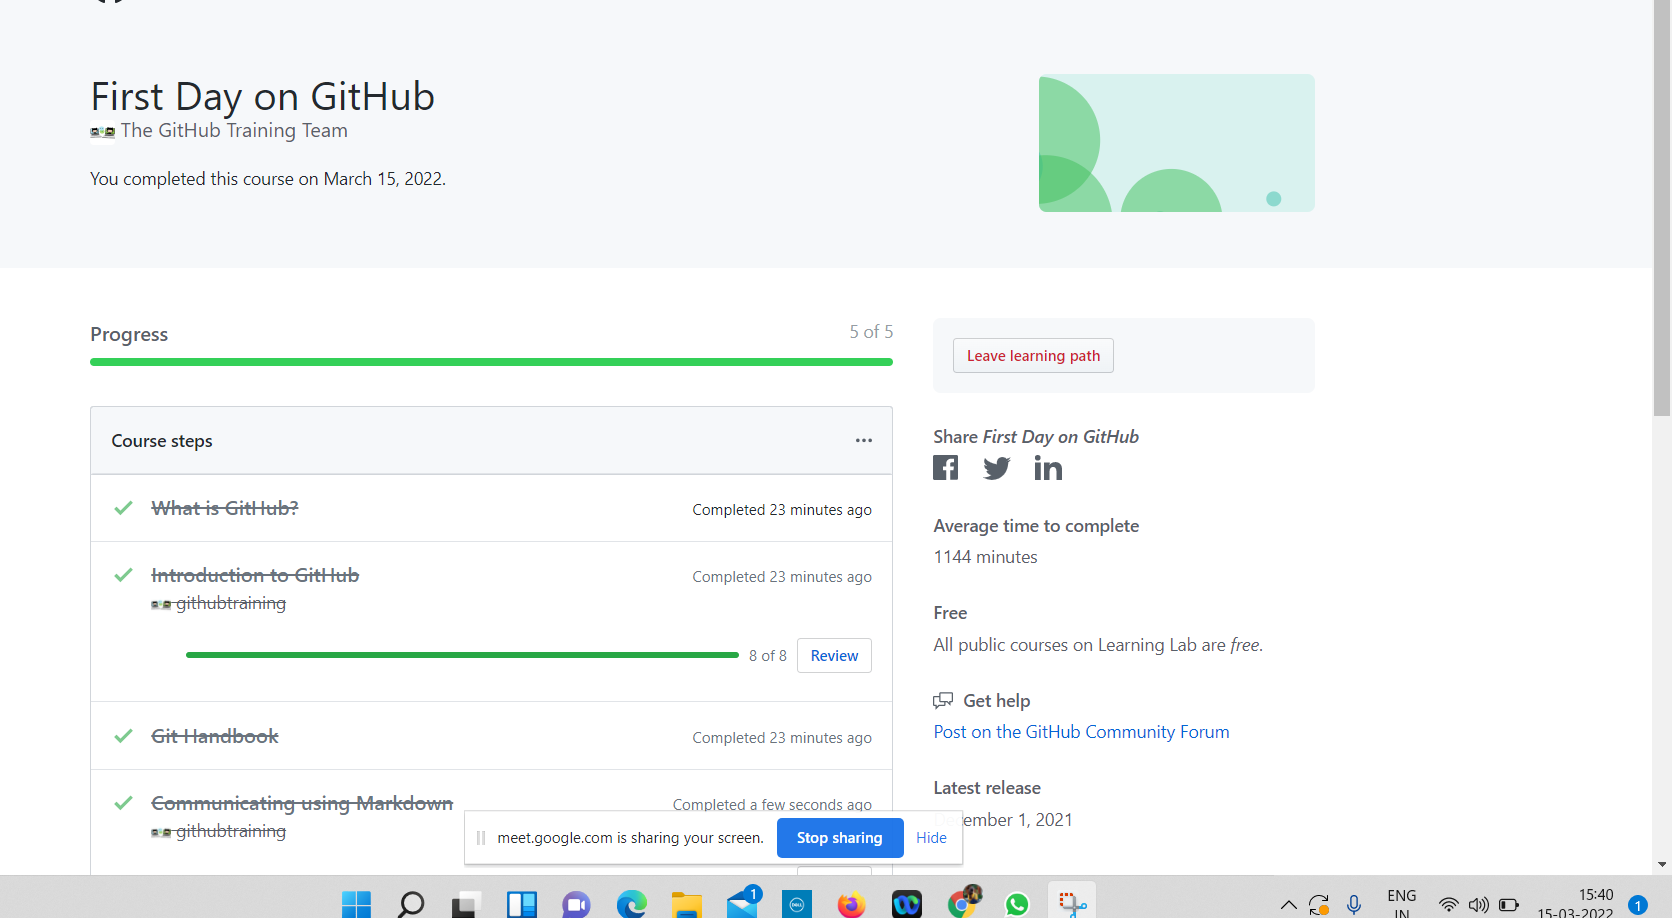 First Day on GitHub
The GitHub Training Team
You completed this course on March 15, 2022.
Progress
5 of 5
Course steps
What is GitHub?
Completed 23 minutes ago
Introduction to GitHub
Completed 23 minutes ago
githubtraining
8 of 8
Review
Git Handbook
Completed 23 minutes ago
Communicating using Markdown
Completed a few seconds ago
githubtraining
Leave learning path
Share First Day on GitHub
Average time to complete
1144 minutes
Free
All public courses on Learning Lab are free.
Get help
Post on the GitHub Community Forum
Latest release
ember 1, 2021
meet.google.com is sharing your screen.
Stop sharing
Hide
1
DELL
ENG
IN
15:40
15-03-2022
1